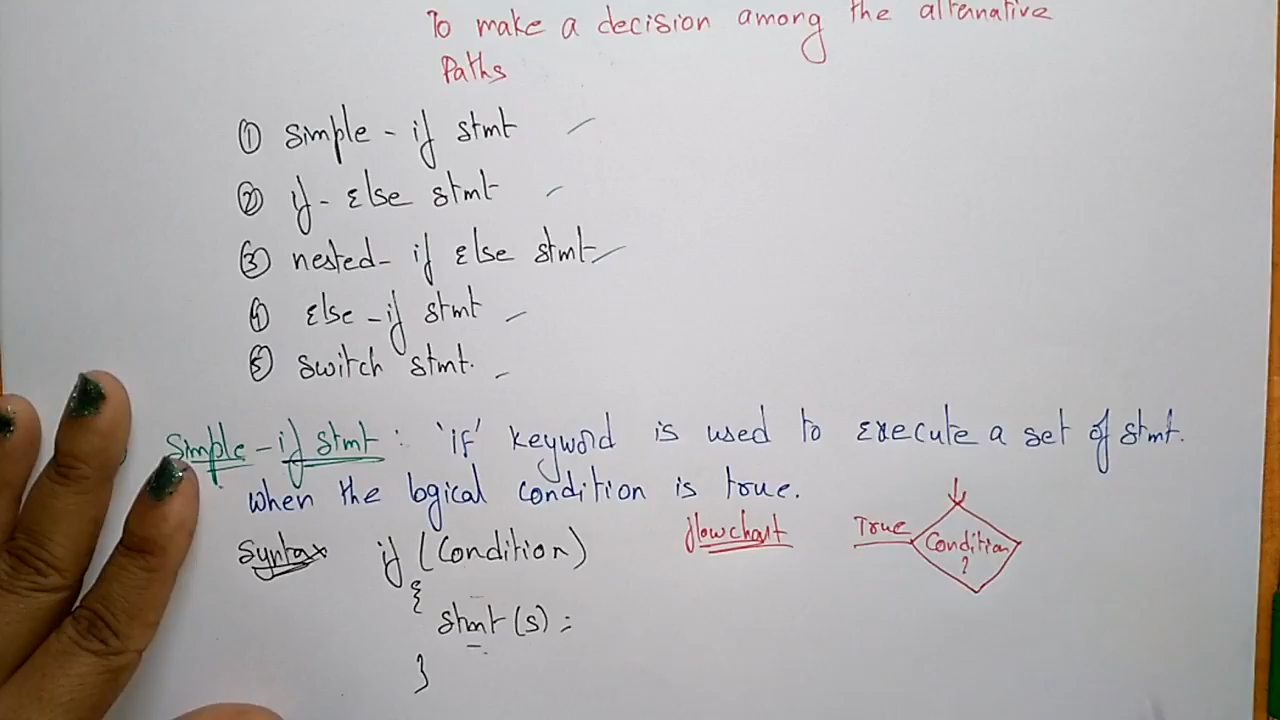 To make a decision among the alternative
Paths
① simple - if stmt
② if - Else stmt
③ nested - if Else stmt
④ Else - if stmt
⑤ switch stmt.
Simple - if stmt : 'if' keyword is used to Execute a set of stmt.
when the logical condition is true.
Syntax if (Condition)
{
stmt(s) ;
}
flowchart
True
Condition
?